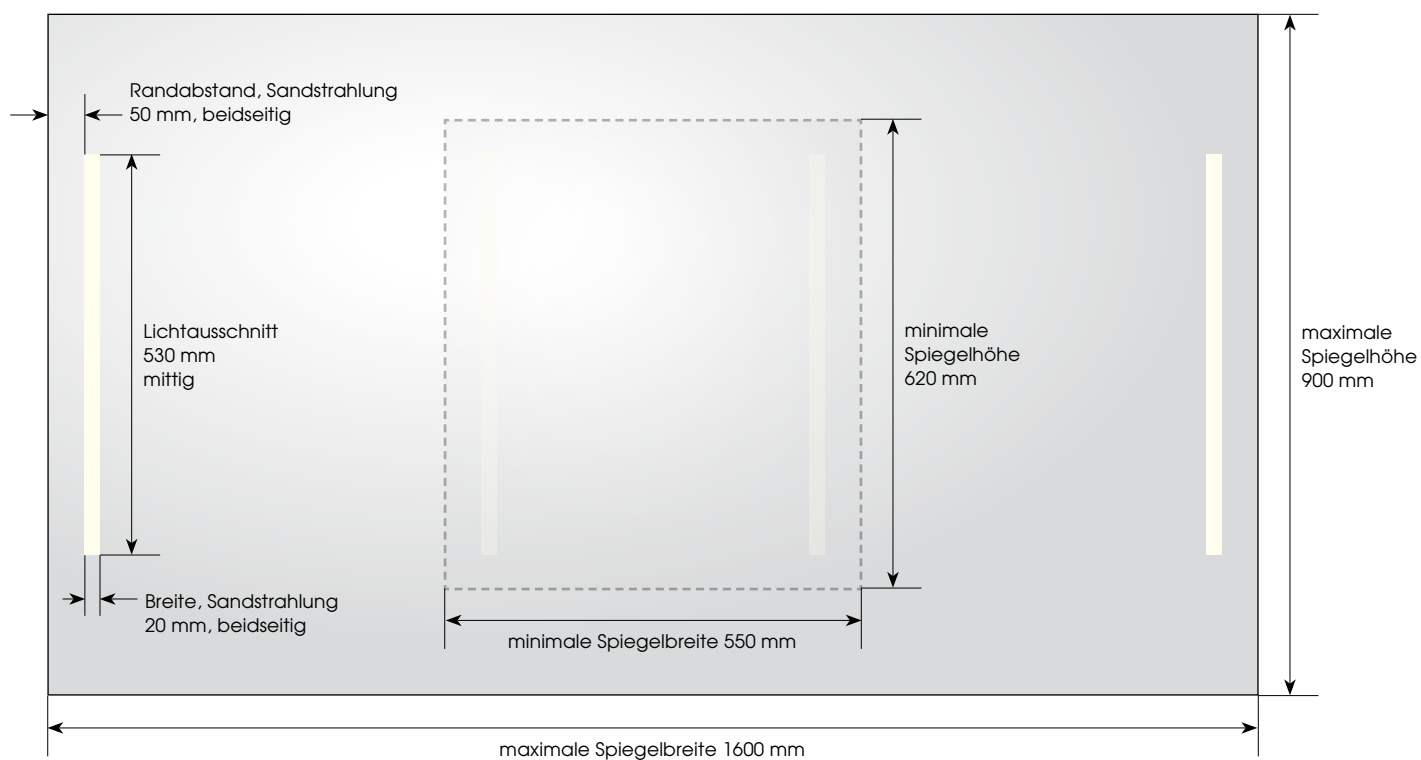 Randabstand, Sandstrahlung
50 mm, beidseitig
Lichtausschnitt
530 mm
mittig
minimale
Spiegelhöhe
620 mm
maximale
Spiegelhöhe
900 mm
Breite, Sandstrahlung
20 mm, beidseitig
minimale Spiegelbreite 550 mm
maximale Spiegelbreite 1600 mm